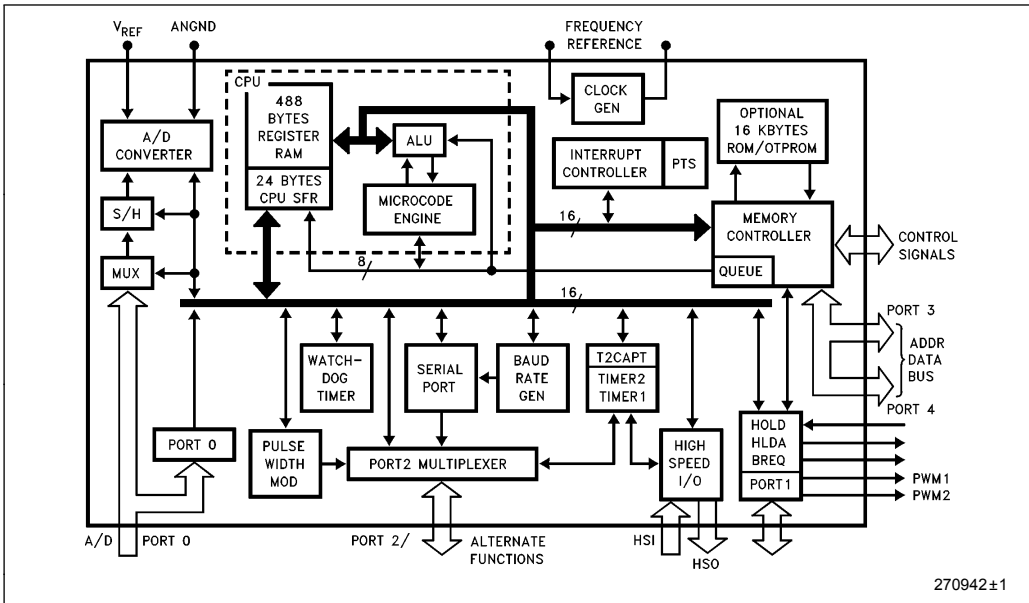 VREF
ANGND
FREQUENCY
REFERENCE
CPU
488
BYTES
REGISTER
RAM
24 BYTES
CPU SFR
ALU
MICROCODE
ENGINE
CLOCK
GEN
A/D
CONVERTER
S/H
MUX
INTERRUPT
CONTROLLER
PTS
OPTIONAL
16 KBYTES
ROM/OTPROM
MEMORY
CONTROLLER
QUEUE
CONTROL
SIGNALS
16
8
16
PORT 3
ADDR
DATA
BUS
PORT 4
WATCH-
DOG
TIMER
SERIAL
PORT
BAUD
RATE
GEN
T2CAPT
TIMER2
TIMER1
PORT 0
PULSE
WIDTH
MOD
PORT2 MULTIPLEXER
HIGH
SPEED
I/O
HOLD
HLDA
BREQ
PORT1
PWM1
PWM2
A/D
PORT 0
PORT 2/
ALTERNATE
FUNCTIONS
HSI
HSO
270942±1